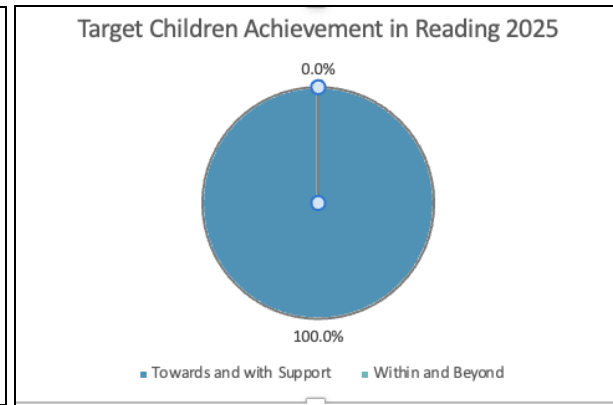 Target Children Achievement in Reading 2025
0.0%
100.0%
Towards and with Support Within and Beyond